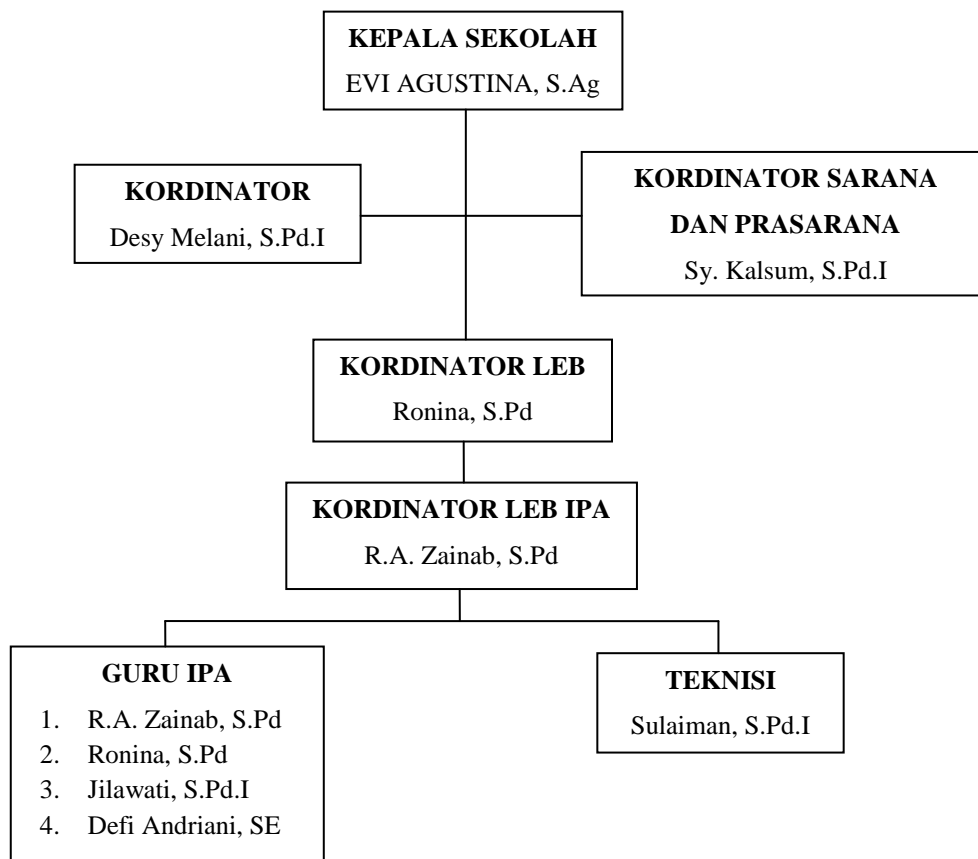 KEPALA SEKOLAH
EVI AGUSTINA, S.Ag
KORDINATOR
Desy Melani, S.Pd.I
KORDINATOR SARANA
DAN PRASARANA
Sy. Kalsum, S.Pd.I
KORDINATOR LEB
Ronina, S.Pd
KORDINATOR LEB IPA
R.A. Zainab, S.Pd
GURU IPA
1. R.A. Zainab, S.Pd
2. Ronina, S.Pd
3. Jilawati, S.Pd.I
4. Defi Andriani, SE
TEKNISI
Sulaiman, S.Pd.I